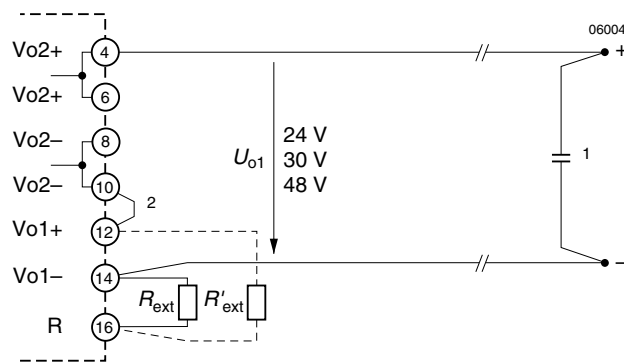 06004
Vo2+ 4 +
Vo2+ 6
Vo2– 8
Vo2– 10
Vo1+ 12
Vo1– 14 –
R 16
2
Uo1
24 V
30 V
48 V
1
Rext R'ext